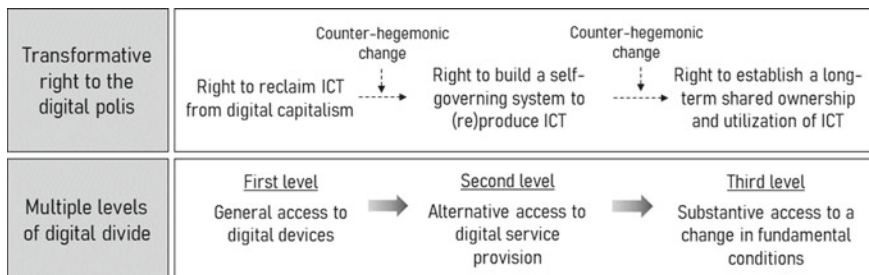 Transformative
right to the
digital polis
Counter-hegemonic
change
Counter-hegemonic
change
Right to reclaim ICT
from digital capitalism
Right to build a self-
governing system to
(re)produce ICT
Right to establish a long-
term shared ownership
and utilization of ICT
Multiple levels
of digital divide
First level
General access to
digital devices
Second level
Alternative access to
digital service
provision
Third level
Substantive access to a
change in fundamental
conditions